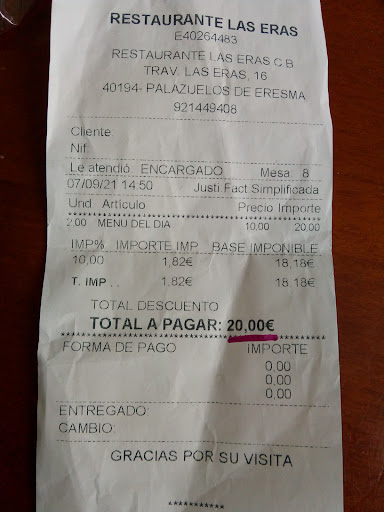 RESTAURANTE LAS ERAS
E40264483
RESTAURANTE LAS ERAS C.B
TRAV. LAS ERAS, 16
40194- PALAZUELOS DE ERESMA
921449408
Cliente:
Nif:
Le atendió: ENCARGADO Mesa: 8
07/09/21 14:50 Justi.Fact.Simplificada
Und Artículo Precio Importe
2,00 MENU DEL DIA 10,00 20,00
IMP% IMPORTE IMP. BASE IMPONIBLE
10,00 1,82€ 18,18€
T. IMP . . 1,82€ 18,18€
TOTAL DESCUENTO
TOTAL A PAGAR: 20,00€
FORMA DE PAGO IMPORTE
0,00
0,00
0,00
ENTREGADO:
CAMBIO:
GRACIAS POR SU VISITA